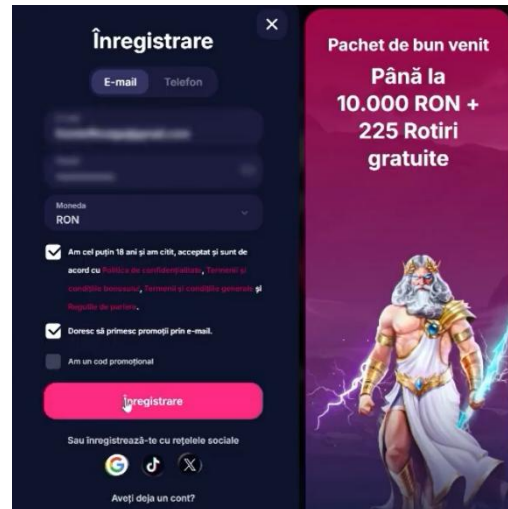 Înregistrare
E-mail
Telefon
Moneda
RON
Am cel puțin 18 ani și am citit, acceptat și sunt de
acord cu Politica de confidențialitate, Termenii și
condițiile bonusului, Termenii și condițiile generale și
Regulile de pariere.
Doresc să primesc promoții prin e-mail.
Am un cod promoțional
Înregistrare
Sau înregistrează-te cu rețelele sociale
Aveți deja un cont?
Pachet de bun venit
Până la
10.000 RON +
225 Rotiri
gratuite